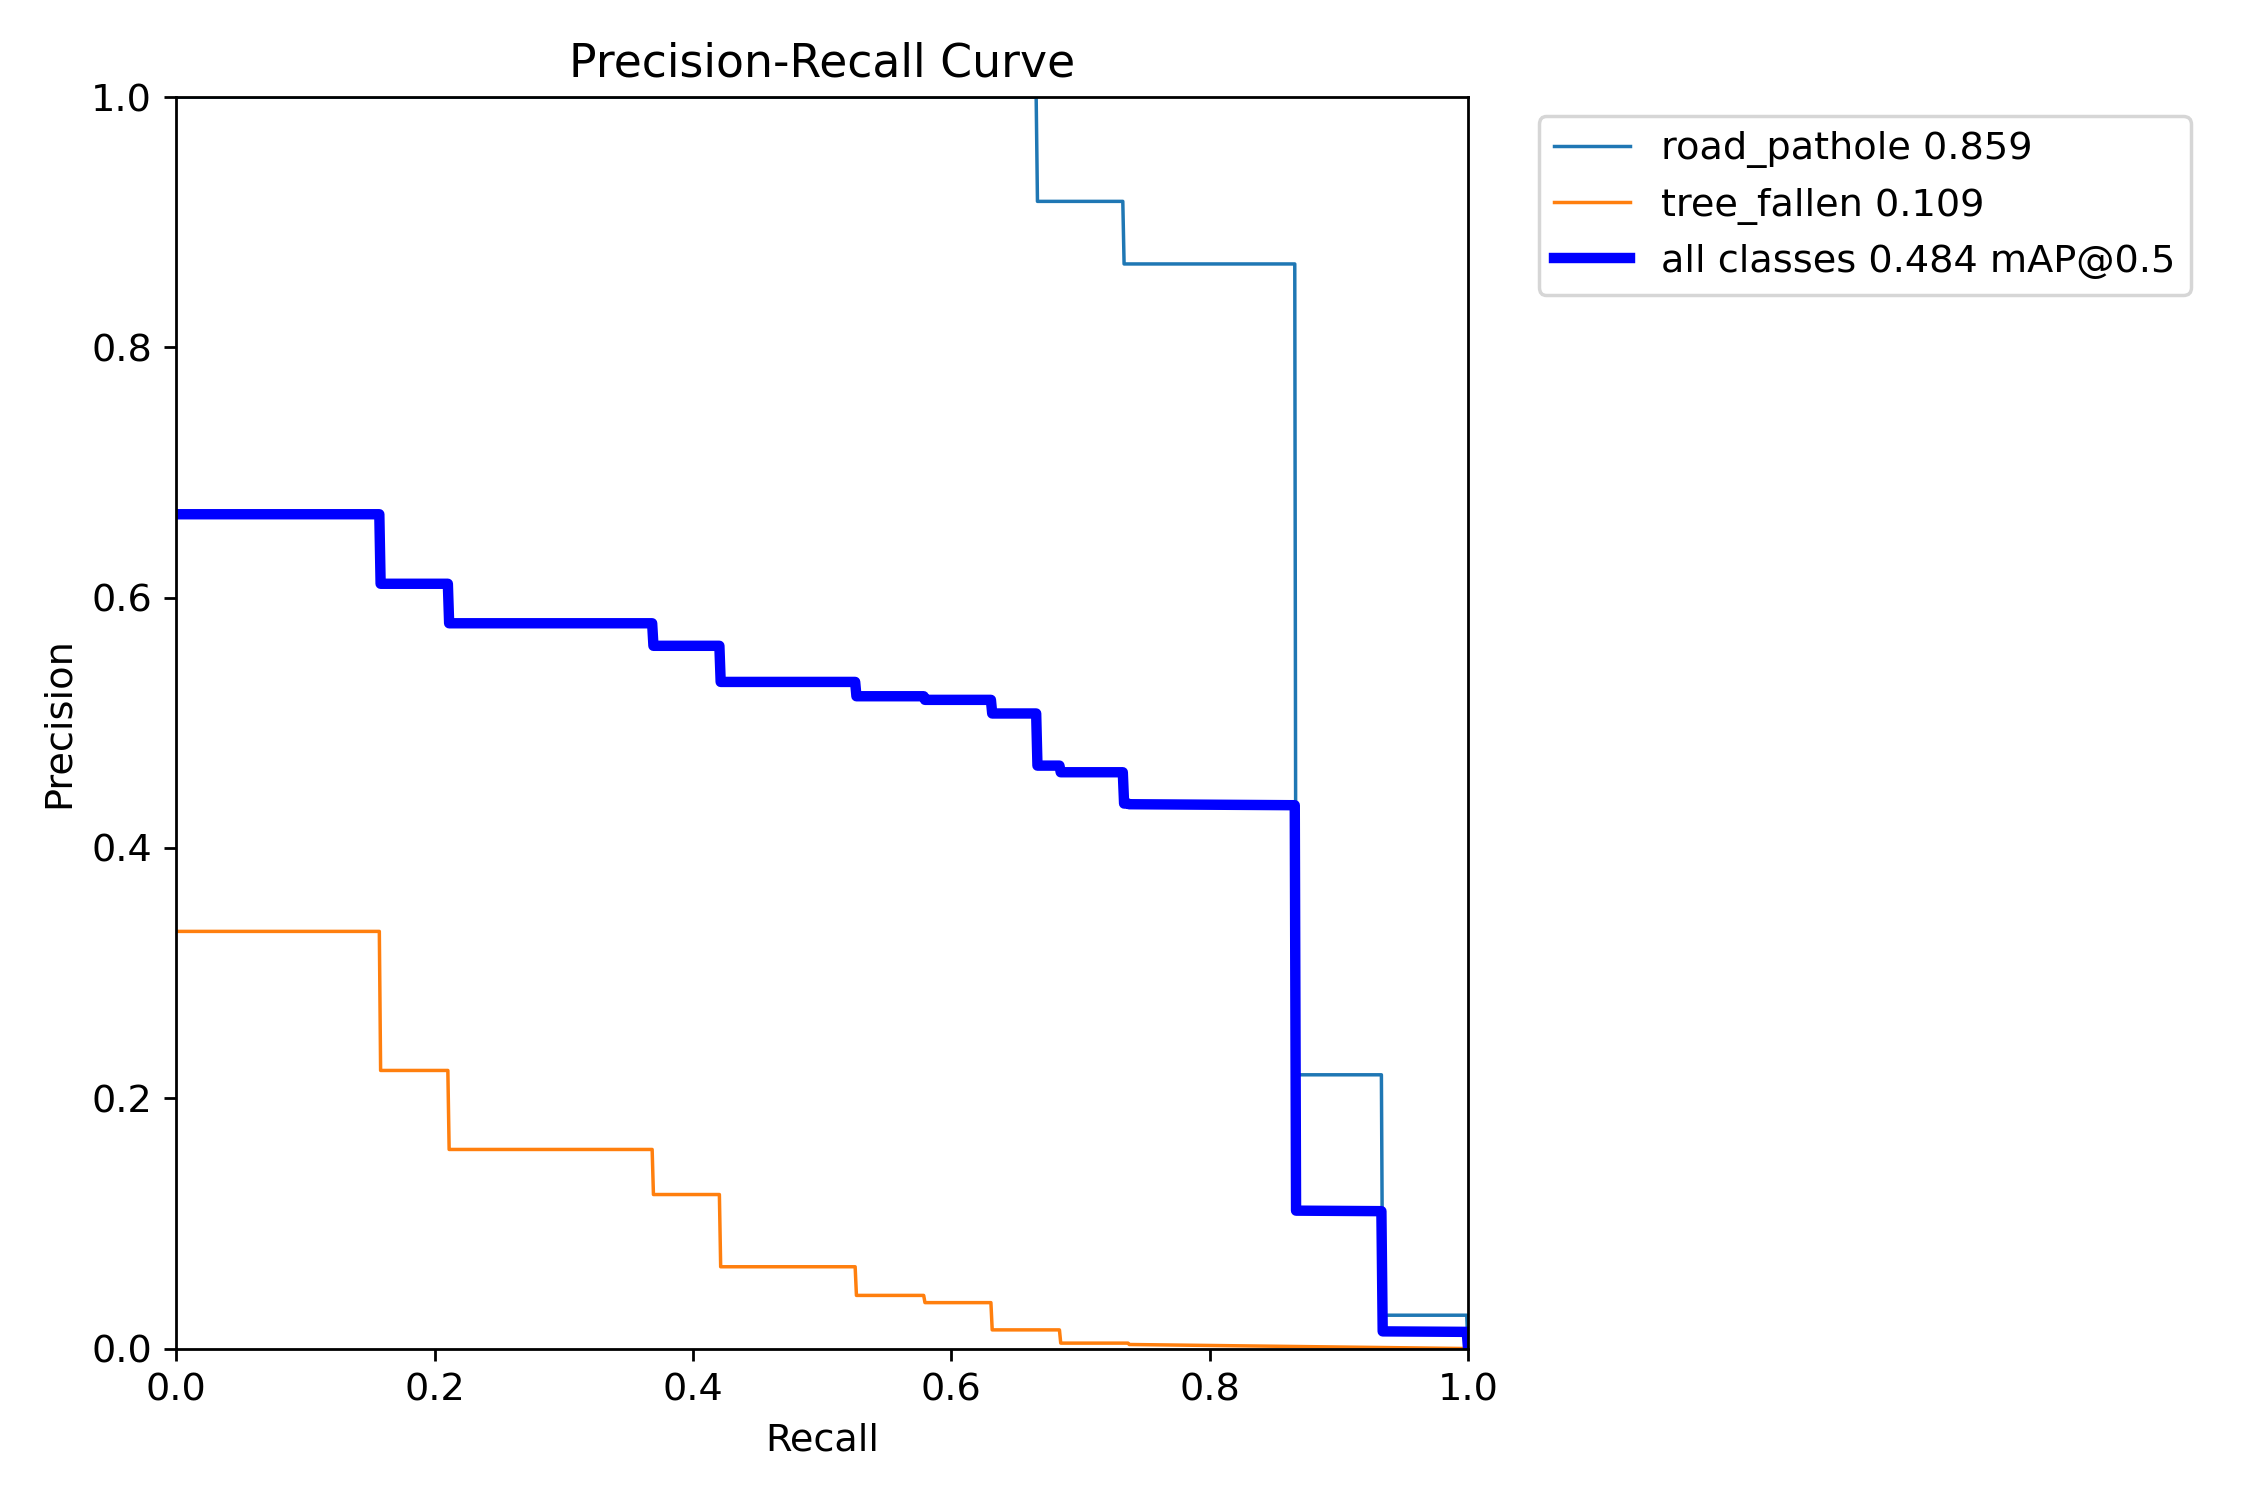 Precision-Recall Curve
1.0
0.8
0.6
0.4
0.2
0.0
Precision
0.0 0.2 0.4 0.6 0.8 1.0
Recall
road_pathole 0.859
tree_fallen 0.109
all classes 0.484 mAP@0.5